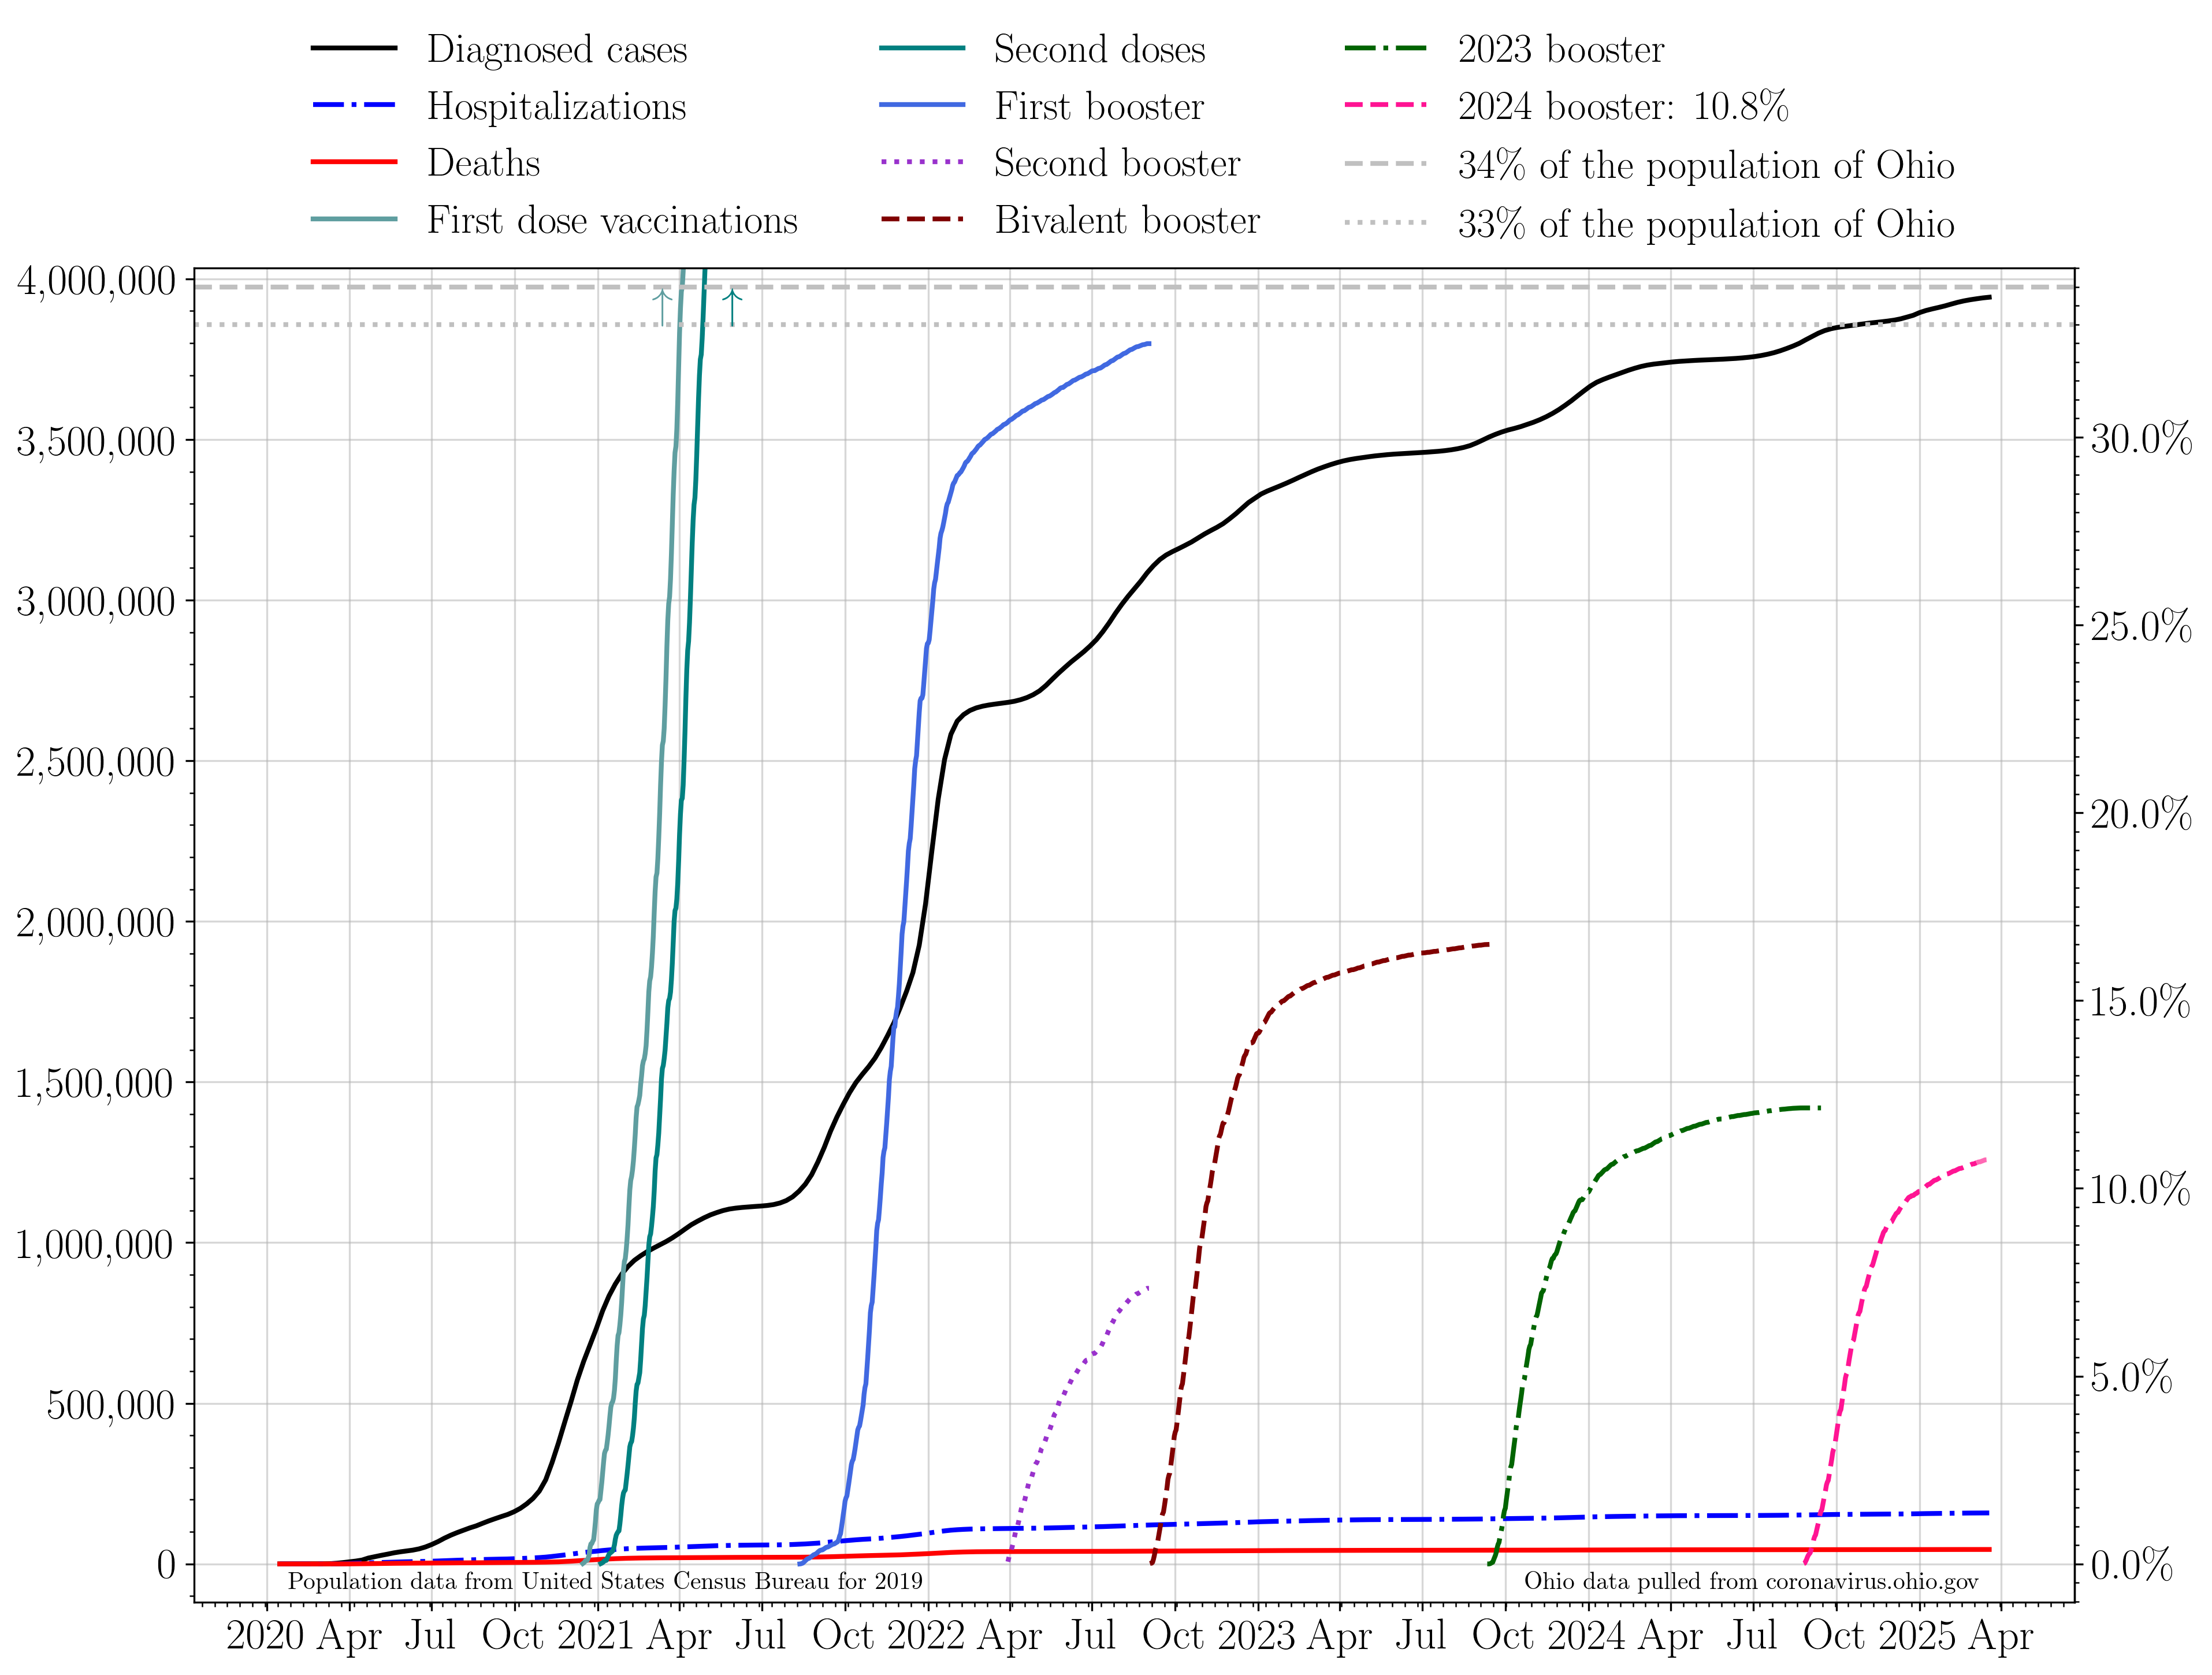 Diagnosed cases
Hospitalizations
Deaths
First dose vaccinations
Second doses
First booster
Second booster
Bivalent booster
2023 booster
2024 booster: 10.8%
34% of the population of Ohio
33% of the population of Ohio
4,000,000
3,500,000
3,000,000
2,500,000
2,000,000
1,500,000
1,000,000
500,000
0
30.0%
25.0%
20.0%
15.0%
10.0%
5.0%
0.0%
Population data from United States Census Bureau for 2019
Ohio data pulled from coronavirus.ohio.gov
2020 Apr Jul Oct 2021 Apr Jul Oct 2022 Apr Jul Oct 2023 Apr Jul Oct 2024 Apr Jul Oct 2025 Apr